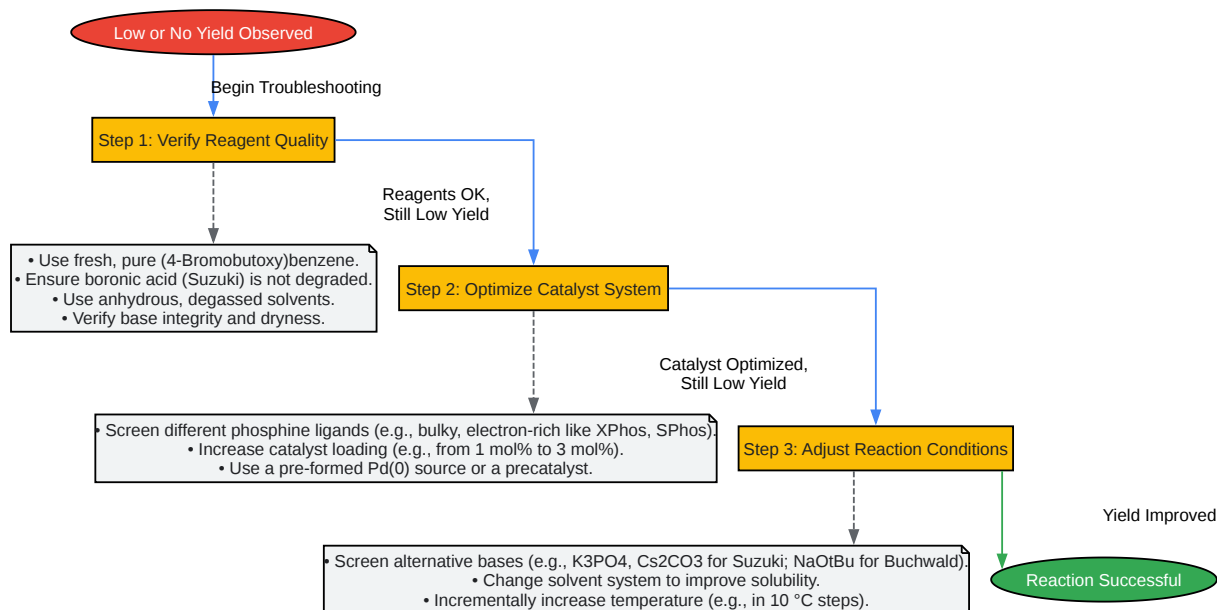 Low or No Yield Observed
Begin Troubleshooting
Step 1: Verify Reagent Quality
Reagents OK,
Still Low Yield
• Use fresh, pure (4-Bromobutoxy)benzene.
• Ensure boronic acid (Suzuki) is not degraded.
• Use anhydrous, degassed solvents.
• Verify base integrity and dryness.
Step 2: Optimize Catalyst System
Catalyst Optimized,
Still Low Yield
• Screen different phosphine ligands (e.g., bulky, electron-rich like XPhos, SPhos).
• Increase catalyst loading (e.g., from 1 mol% to 3 mol%).
• Use a pre-formed Pd(0) source or a precatalyst.
Step 3: Adjust Reaction Conditions
Yield Improved
• Screen alternative bases (e.g., K3PO4, Cs2CO3 for Suzuki; NaOtBu for Buchwald).
• Change solvent system to improve solubility.
• Incrementally increase temperature (e.g., in 10 °C steps).
Reaction Successful